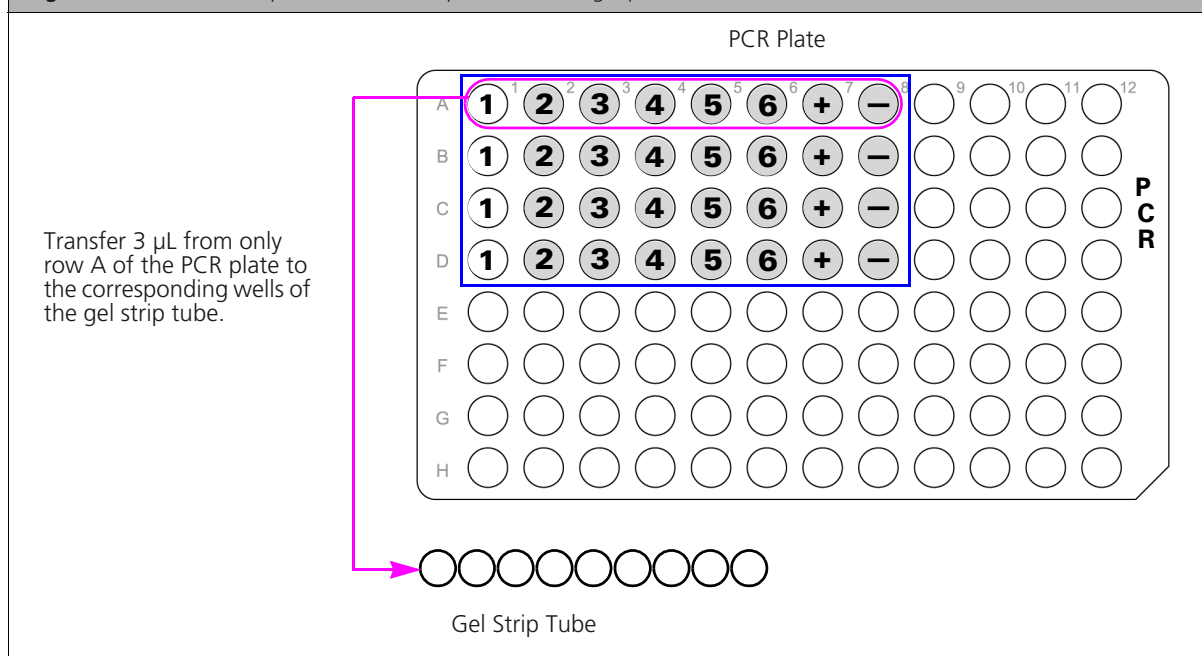 PCR Plate
1 2 3 4 5 6 7 8 9 10 11 12
A 1 2 3 4 5 6 + −
B 1 2 3 4 5 6 + −
C 1 2 3 4 5 6 + −
D 1 2 3 4 5 6 + −
E
F
G
H
PCR
Transfer 3 µL from only
row A of the PCR plate to
the corresponding wells of
the gel strip tube.
Gel Strip Tube